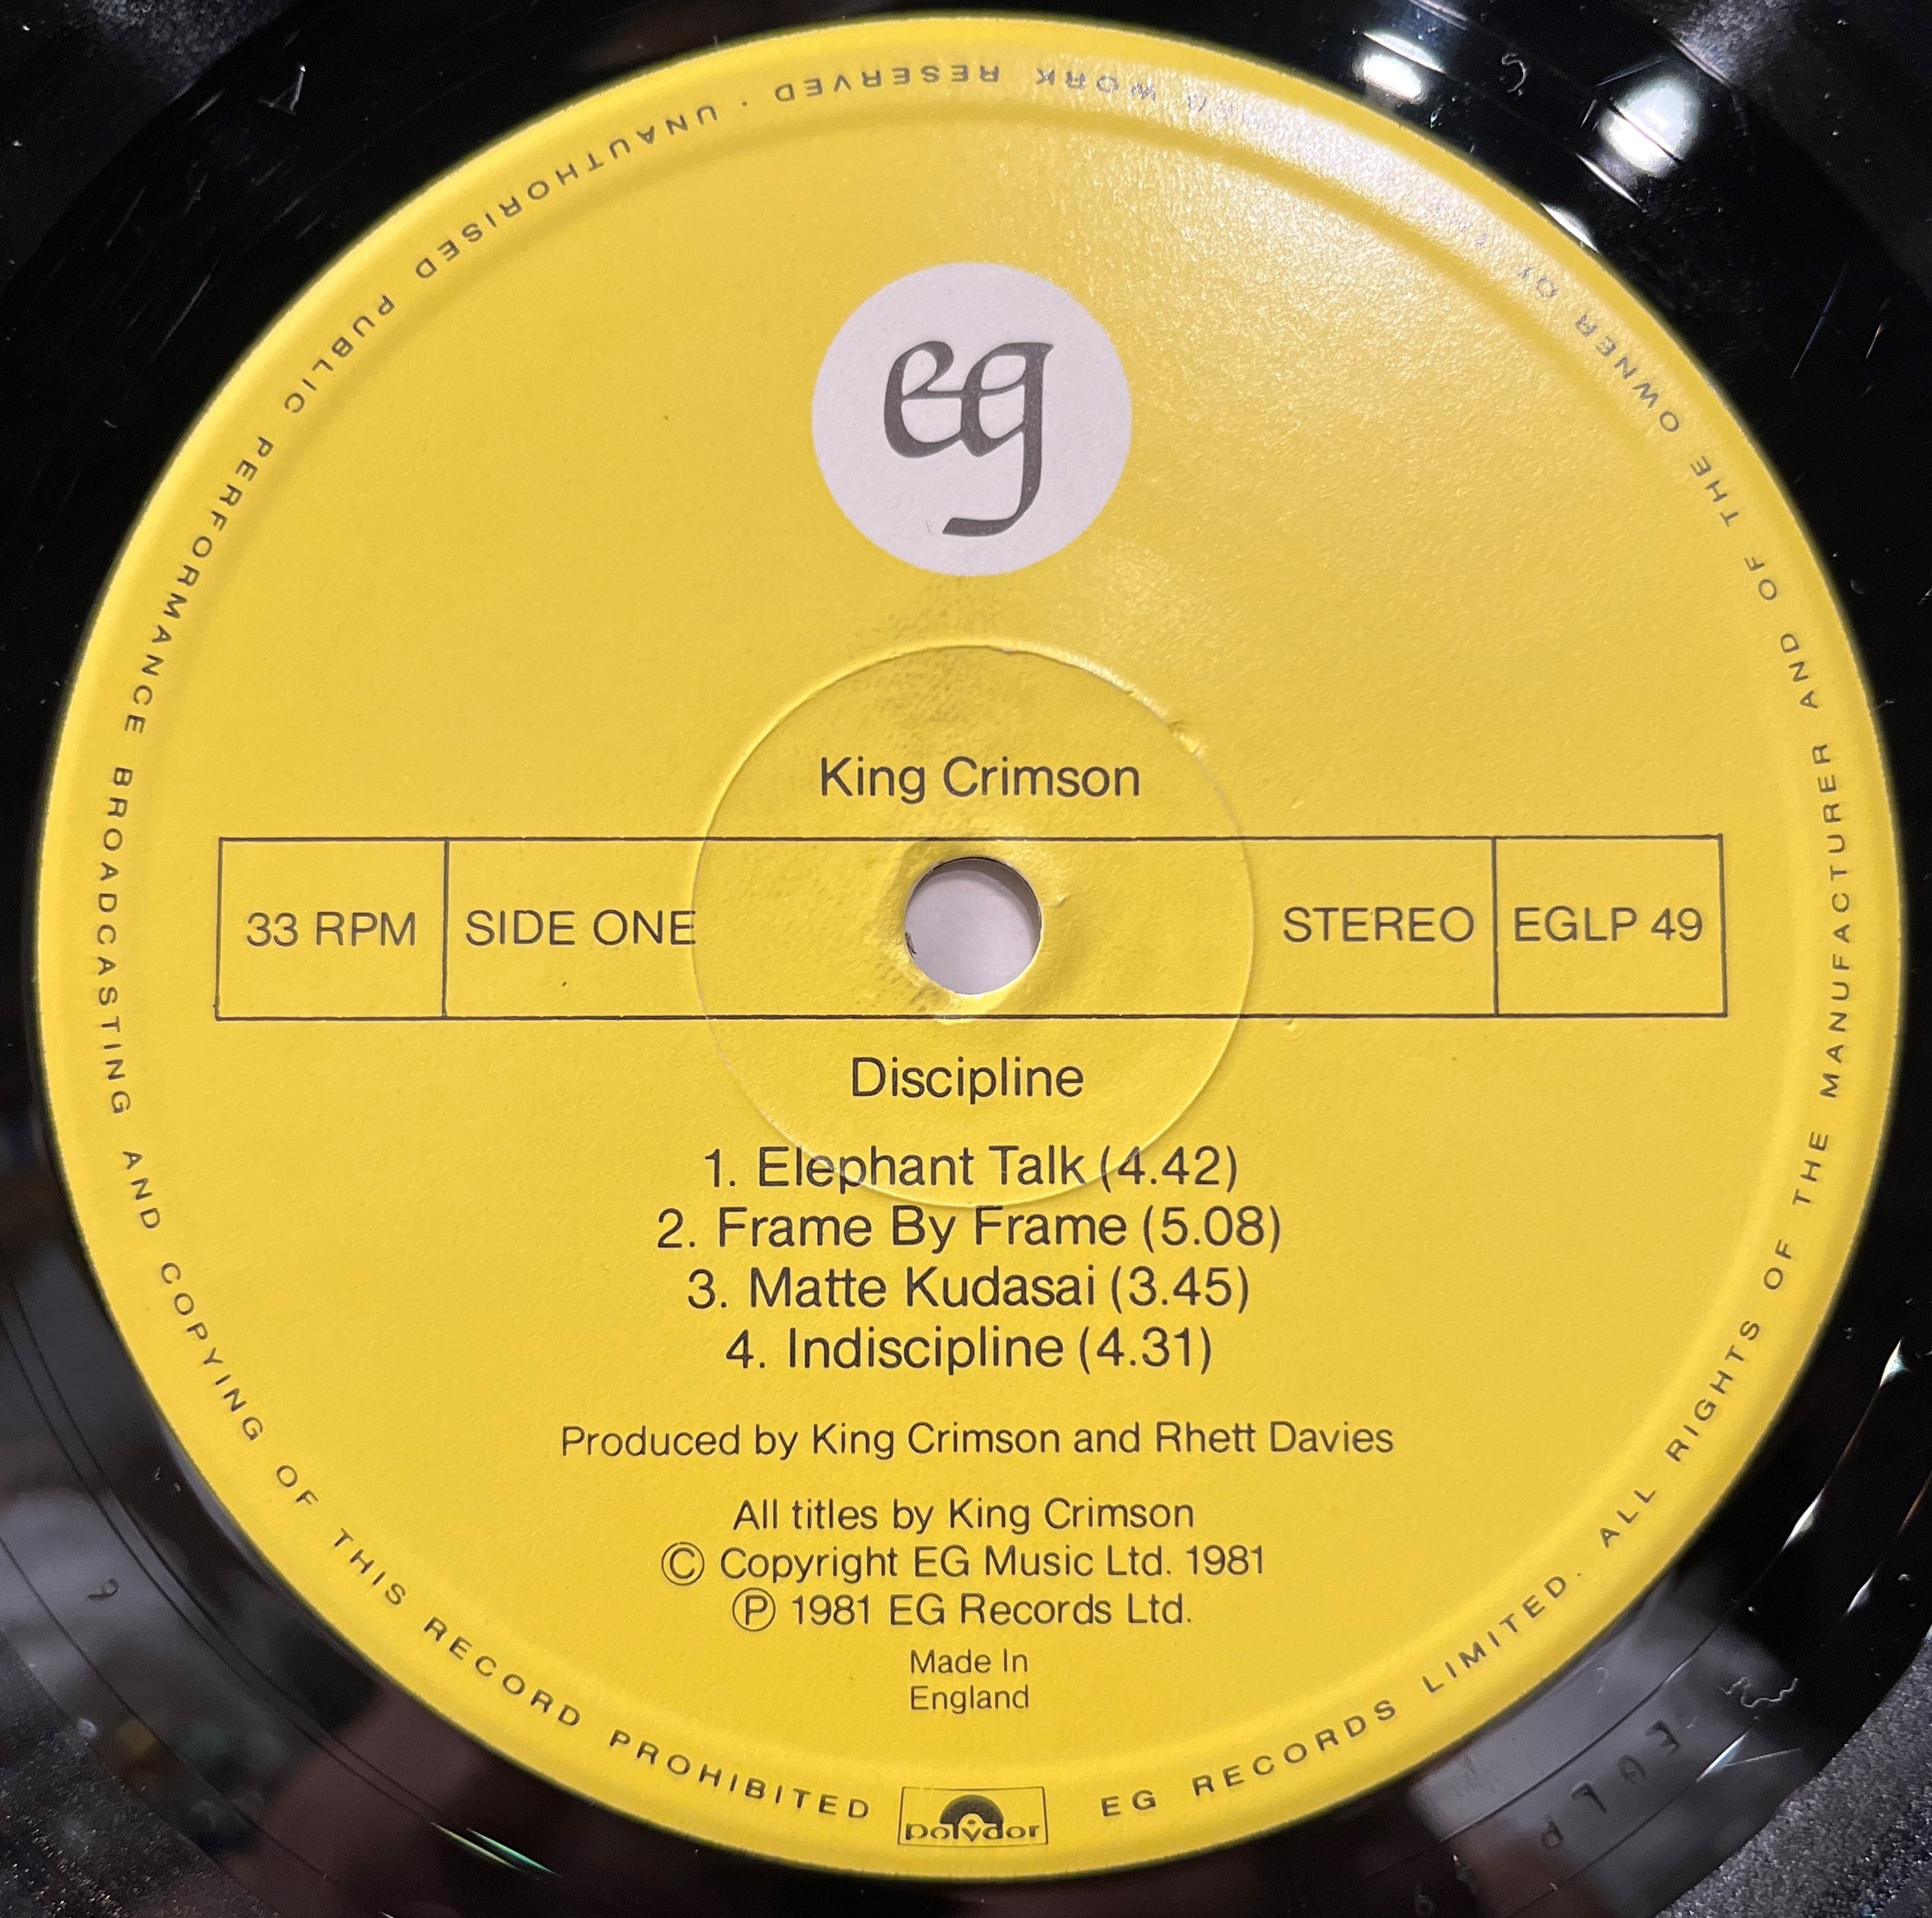 eg
King Crimson
33 RPM
SIDE ONE
STEREO
EGLP 49
Discipline
1. Elephant Talk (4.42)
2. Frame By Frame (5.08)
3. Matte Kudasai (3.45)
4. Indiscipline (4.31)
Produced by King Crimson and Rhett Davies
All titles by King Crimson
© Copyright EG Music Ltd. 1981
℗ 1981 EG Records Ltd.
Made In
England
polydor
EG RECORDS LIMITED. ALL RIGHTS OF THE MANUFACTURER AND OF THE OWNER OF THE WORK RESERVED. UNAUTHORISED PUBLIC PERFORMANCE BROADCASTING AND COPYING OF THIS RECORD PROHIBITED